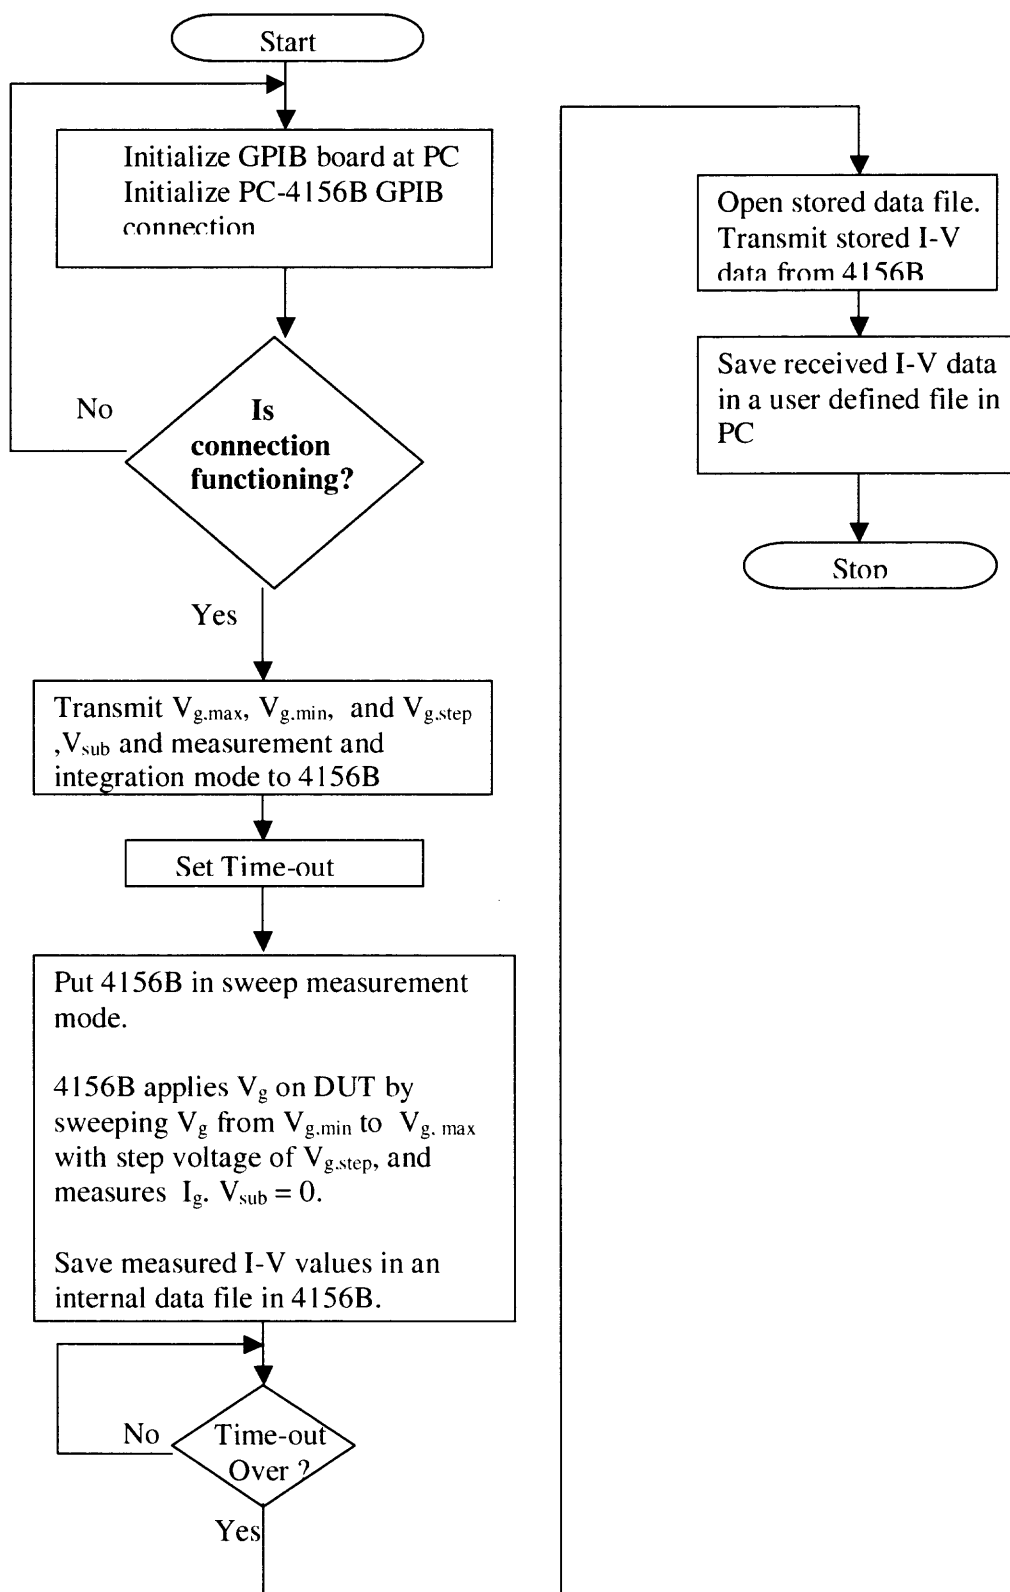 Start
Initialize GPIB board at PC
Initialize PC-4156B GPIB
connection
No
Is
connection
functioning?
Yes
Transmit Vg.max, Vg.min, and Vg.step
,Vsub and measurement and
integration mode to 4156B
Set Time-out
Put 4156B in sweep measurement
mode.
4156B applies Vg on DUT by
sweeping Vg from Vg.min to Vg. max
with step voltage of Vg.step, and
measures Ig. Vsub = 0.
Save measured I-V values in an
internal data file in 4156B.
No
Time-out
Over ?
Yes
Open stored data file.
Transmit stored I-V
data from 4156B
Save received I-V data
in a user defined file in
PC
Stop